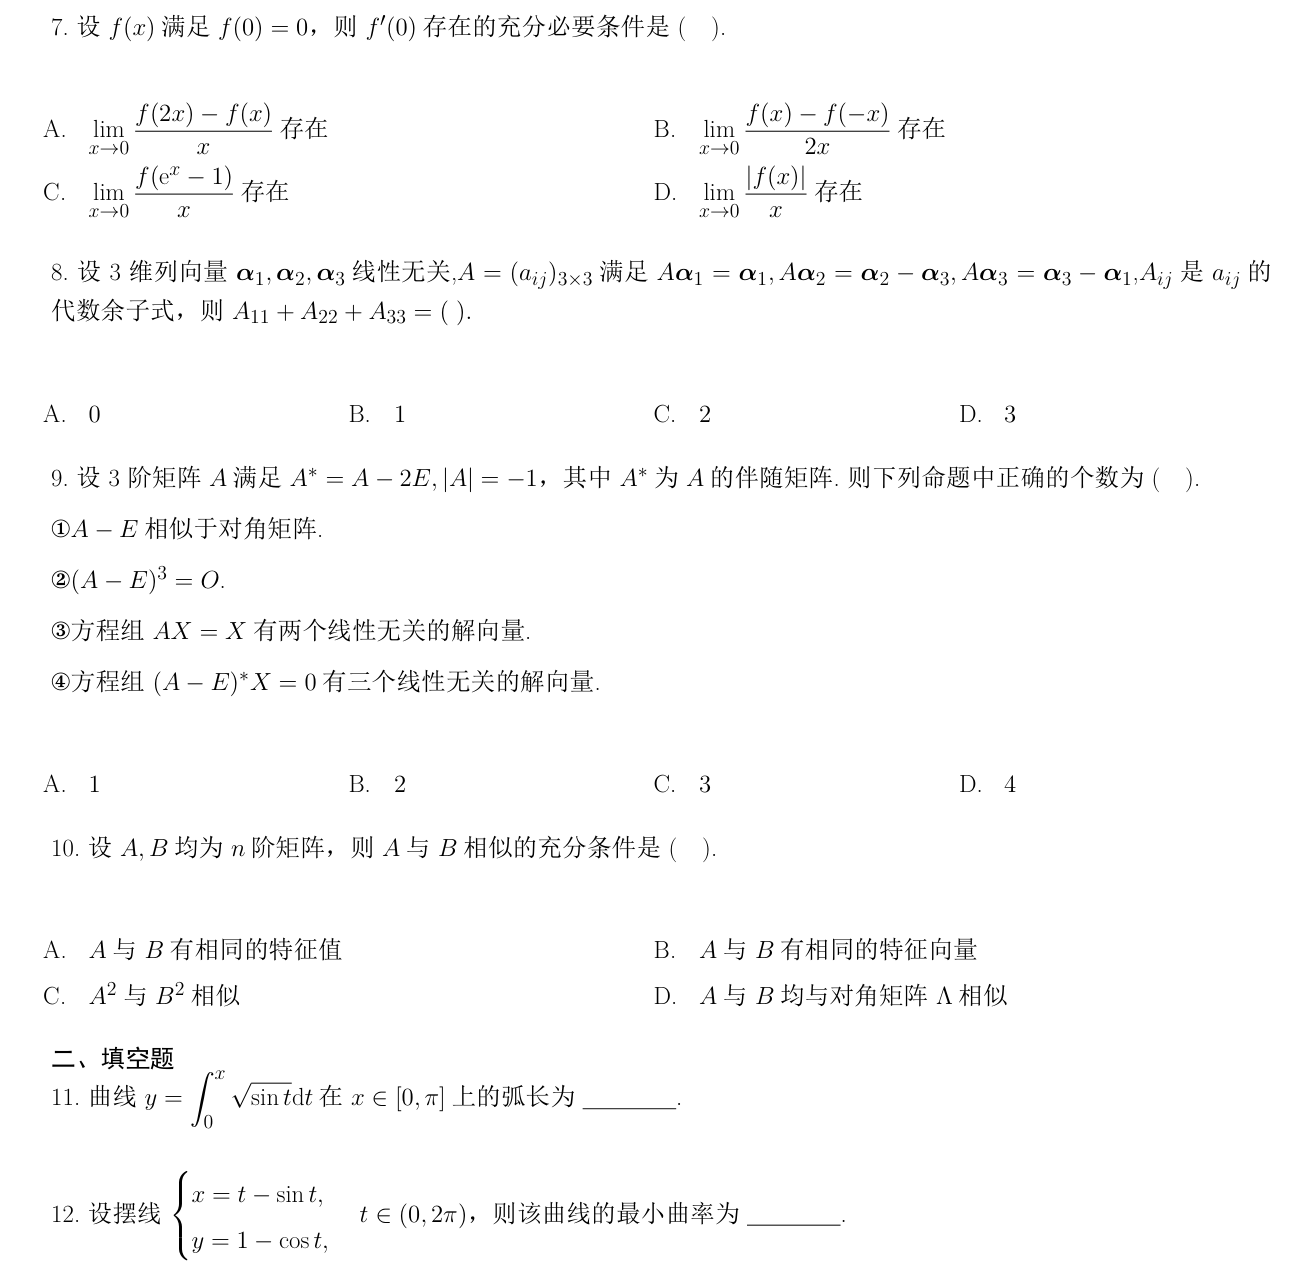 7. 设 f(x) 满足 f(0) = 0，则 f′(0) 存在的充分必要条件是 (   ).
A. lim_{x→0} \frac{f(2x) − f(x)}{x} 存在
B. lim_{x→0} \frac{f(x) − f(−x)}{2x} 存在
C. lim_{x→0} \frac{f(e^x − 1)}{x} 存在
D. lim_{x→0} \frac{|f(x)|}{x} 存在
8. 设 3 维列向量 α₁, α₂, α₃ 线性无关,A = (a_{ij})_{3×3} 满足 Aα₁ = α₁, Aα₂ = α₂ − α₃, Aα₃ = α₃ − α₁,A_{ij} 是 a_{ij} 的
代数余子式，则 A₁₁ + A₂₂ + A₃₃ = ( ).
A. 0
B. 1
C. 2
D. 3
9. 设 3 阶矩阵 A 满足 A* = A − 2E, |A| = −1，其中 A* 为 A 的伴随矩阵. 则下列命题中正确的个数为 (   ).
①A − E 相似于对角矩阵.
②(A − E)³ = O.
③方程组 AX = X 有两个线性无关的解向量.
④方程组 (A − E)*X = 0 有三个线性无关的解向量.
A. 1
B. 2
C. 3
D. 4
10. 设 A, B 均为 n 阶矩阵，则 A 与 B 相似的充分条件是 (   ).
A. A 与 B 有相同的特征值
B. A 与 B 有相同的特征向量
C. A² 与 B² 相似
D. A 与 B 均与对角矩阵 Λ 相似
二、填空题
11. 曲线 y = ∫_0^x √(sin t)dt 在 x ∈ [0, π] 上的弧长为 ________.
12. 设摆线 { x = t − sin t, y = 1 − cos t, t ∈ (0, 2π)，则该曲线的最小曲率为 ________.